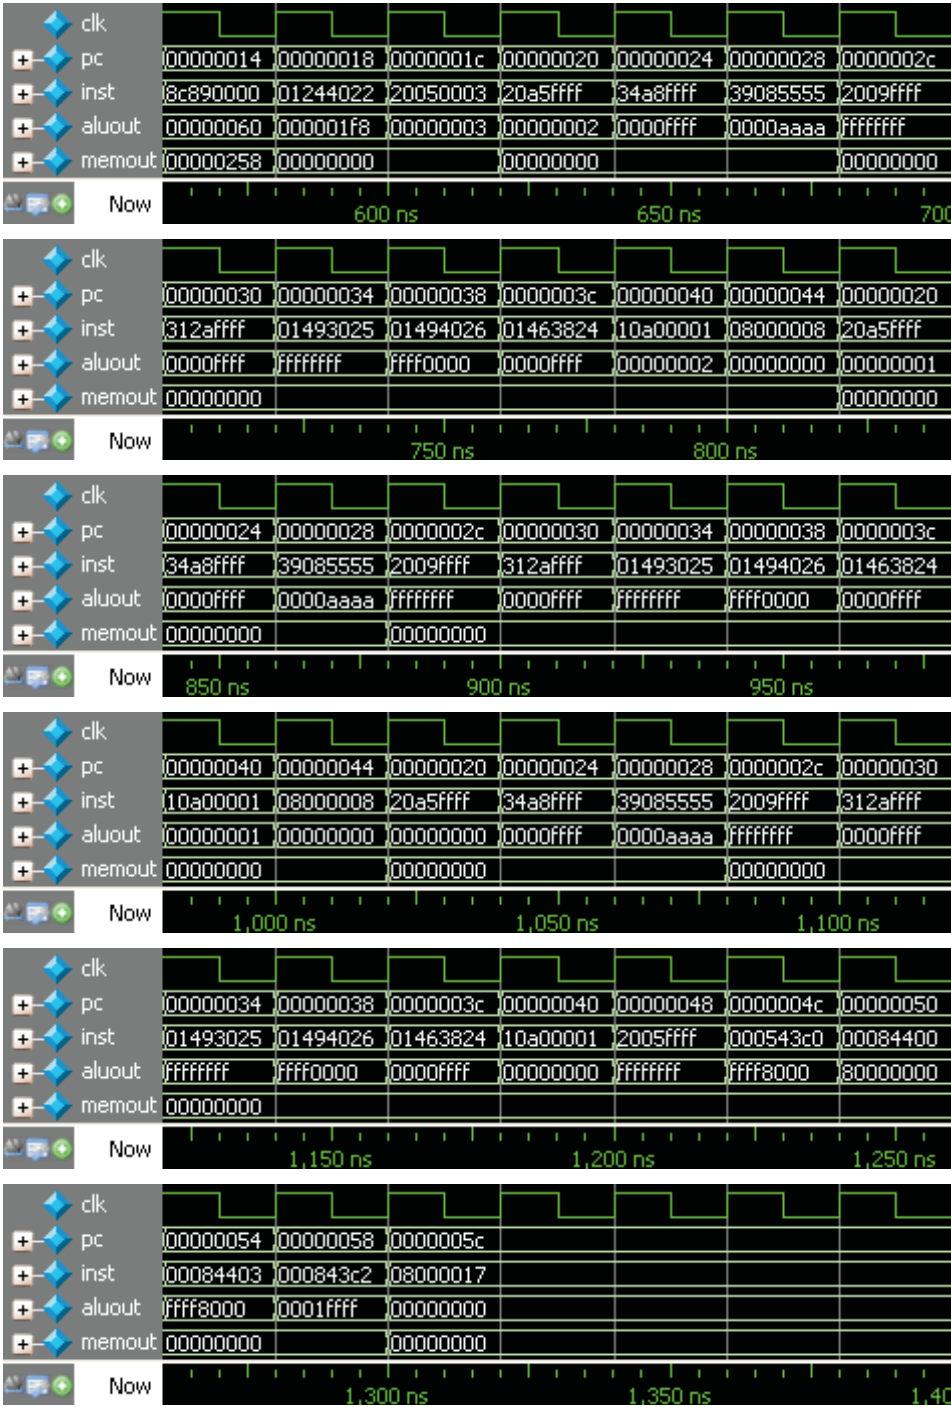 clk
pc 00000014 00000018 0000001c 00000020 00000024 00000028 0000002c
inst 8c890000 01244022 20050003 20a5ffff 34a8ffff 39085555 2009ffff
aluout 00000060 000001f8 00000003 00000002 0000ffff 0000aaaa ffffffff
memout 00000258 00000000 00000000 00000000
Now 600 ns 650 ns 700
clk
pc 00000030 00000034 00000038 0000003c 00000040 00000044 00000020
inst 312affff 01493025 01494026 01463824 10a00001 08000008 20a5ffff
aluout 0000ffff ffffffff ffff0000 0000ffff 00000002 00000000 00000001
memout 00000000 00000000
Now 750 ns 800 ns
clk
pc 00000024 00000028 0000002c 00000030 00000034 00000038 0000003c
inst 34a8ffff 39085555 2009ffff 312affff 01493025 01494026 01463824
aluout 0000ffff 0000aaaa ffffffff 0000ffff ffffffff ffff0000 0000ffff
memout 00000000 00000000
Now 850 ns 900 ns 950 ns
clk
pc 00000040 00000044 00000020 00000024 00000028 0000002c 00000030
inst 10a00001 08000008 20a5ffff 34a8ffff 39085555 2009ffff 312affff
aluout 00000001 00000000 00000000 0000ffff 0000aaaa ffffffff 0000ffff
memout 00000000 00000000 00000000
Now 1,000 ns 1,050 ns 1,100 ns
clk
pc 00000034 00000038 0000003c 00000040 00000048 0000004c 00000050
inst 01493025 01494026 01463824 10a00001 2005ffff 000543c0 00084400
aluout ffffffff ffff0000 0000ffff 00000000 ffffffff ffff8000 80000000
memout 00000000
Now 1,150 ns 1,200 ns 1,250 ns
clk
pc 00000054 00000058 0000005c
inst 00084403 000843c2 08000017
aluout ffff8000 0001ffff 00000000
memout 00000000 00000000
Now 1,300 ns 1,350 ns 1,40